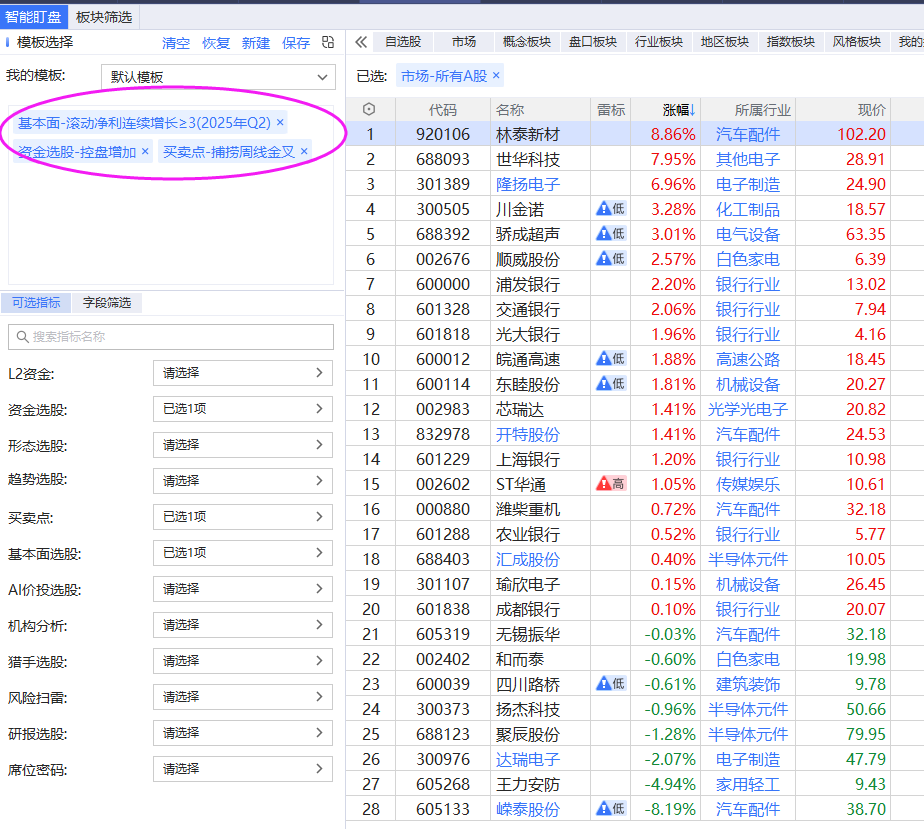 智能盯盘 板块筛选
模板选择 清空 恢复 新建 保存
我的模板: 默认模板
基本面-滚动净利连续增长≥3(2025年Q2) ×
资金选股-控盘增加 × 买卖点-捕捞周线金叉 ×
可选指标 字段筛选
搜索指标名称
L2资金: 请选择
资金选股: 已选1项
形态选股: 请选择
趋势选股: 请选择
买卖点: 已选1项
基本面选股: 已选1项
AI价投选股: 请选择
机构分析: 请选择
猎手选股: 请选择
风险扫雷: 请选择
研报选股: 请选择
席位密码: 请选择
自选股 市场 概念板块 盘口板块 行业板块 地区板块 指数板块 风格板块 我的
已选: 市场-所有A股 ×
代码 名称 雷标 涨幅↓ 所属行业 现价
1 920106 林泰新材 8.86% 汽车配件 102.20
2 688093 世华科技 7.95% 其他电子 28.91
3 301389 隆扬电子 6.96% 电子制造 24.90
4 300505 川金诺 低 3.28% 化工制品 18.57
5 688392 骄成超声 低 3.01% 电气设备 63.35
6 002676 顺威股份 低 2.57% 白色家电 6.39
7 600000 浦发银行 2.20% 银行行业 13.02
8 601328 交通银行 2.06% 银行行业 7.94
9 601818 光大银行 1.96% 银行行业 4.16
10 600012 皖通高速 低 1.88% 高速公路 18.45
11 600114 东睦股份 低 1.81% 机械设备 20.27
12 002983 芯瑞达 1.41% 光学光电子 20.82
13 832978 开特股份 1.41% 汽车配件 24.53
14 601229 上海银行 1.20% 银行行业 10.98
15 002602 ST华通 高 1.05% 传媒娱乐 10.61
16 000880 潍柴重机 0.72% 汽车配件 32.18
17 601288 农业银行 0.52% 银行行业 5.77
18 688403 汇成股份 0.40% 半导体元件 10.05
19 301107 瑜欣电子 0.15% 机械设备 26.45
20 601838 成都银行 0.10% 银行行业 20.07
21 605319 无锡振华 -0.03% 汽车配件 32.18
22 002402 和而泰 -0.60% 白色家电 19.98
23 600039 四川路桥 低 -0.61% 建筑装饰 9.78
24 300373 扬杰科技 -0.96% 半导体元件 50.66
25 688123 聚辰股份 -1.28% 半导体元件 79.95
26 300976 达瑞电子 -2.07% 电子制造 47.79
27 605268 王力安防 -4.94% 家用轻工 9.43
28 605133 嵘泰股份 低 -8.19% 汽车配件 38.70